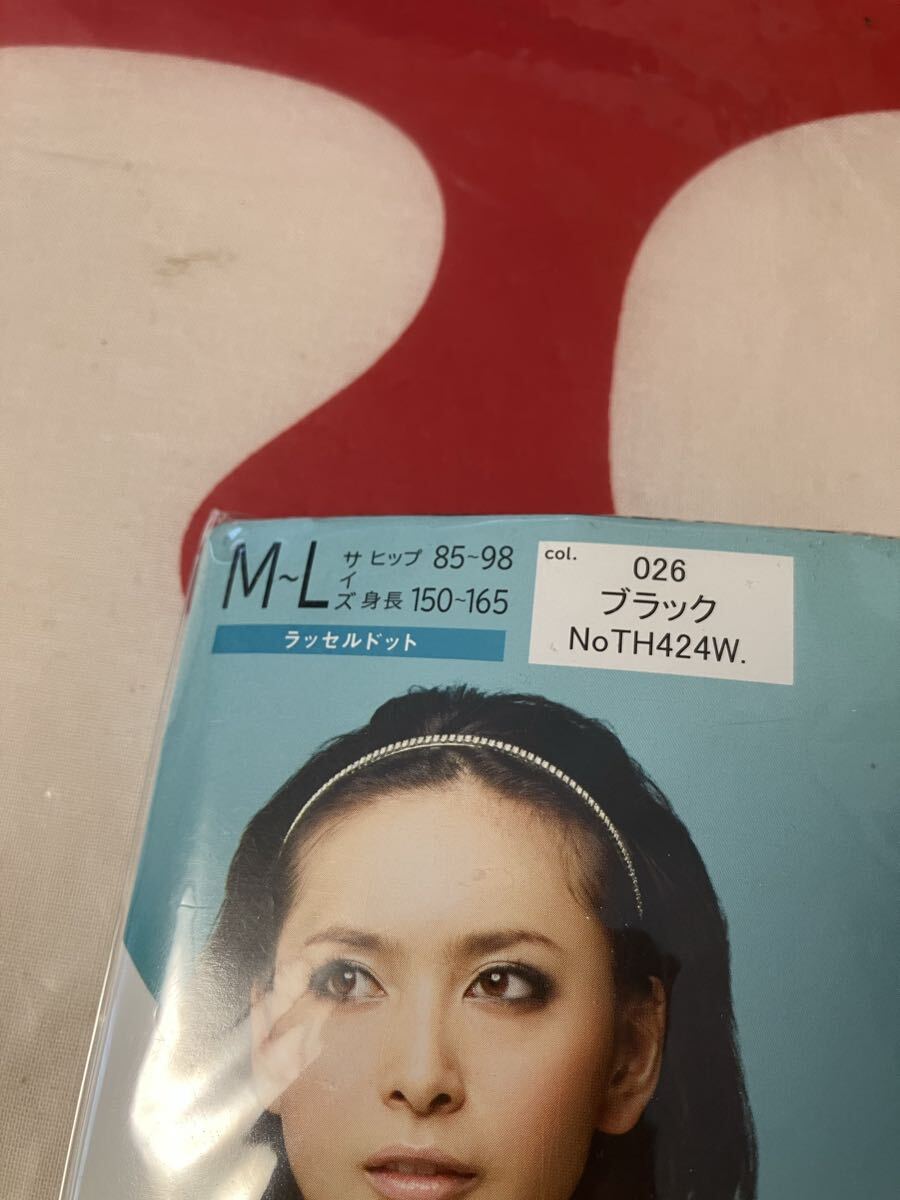 M~L サイズ ヒップ 85~98
身長 150~165
ラッセルドット
col. 026
ブラック
NoTH424W.